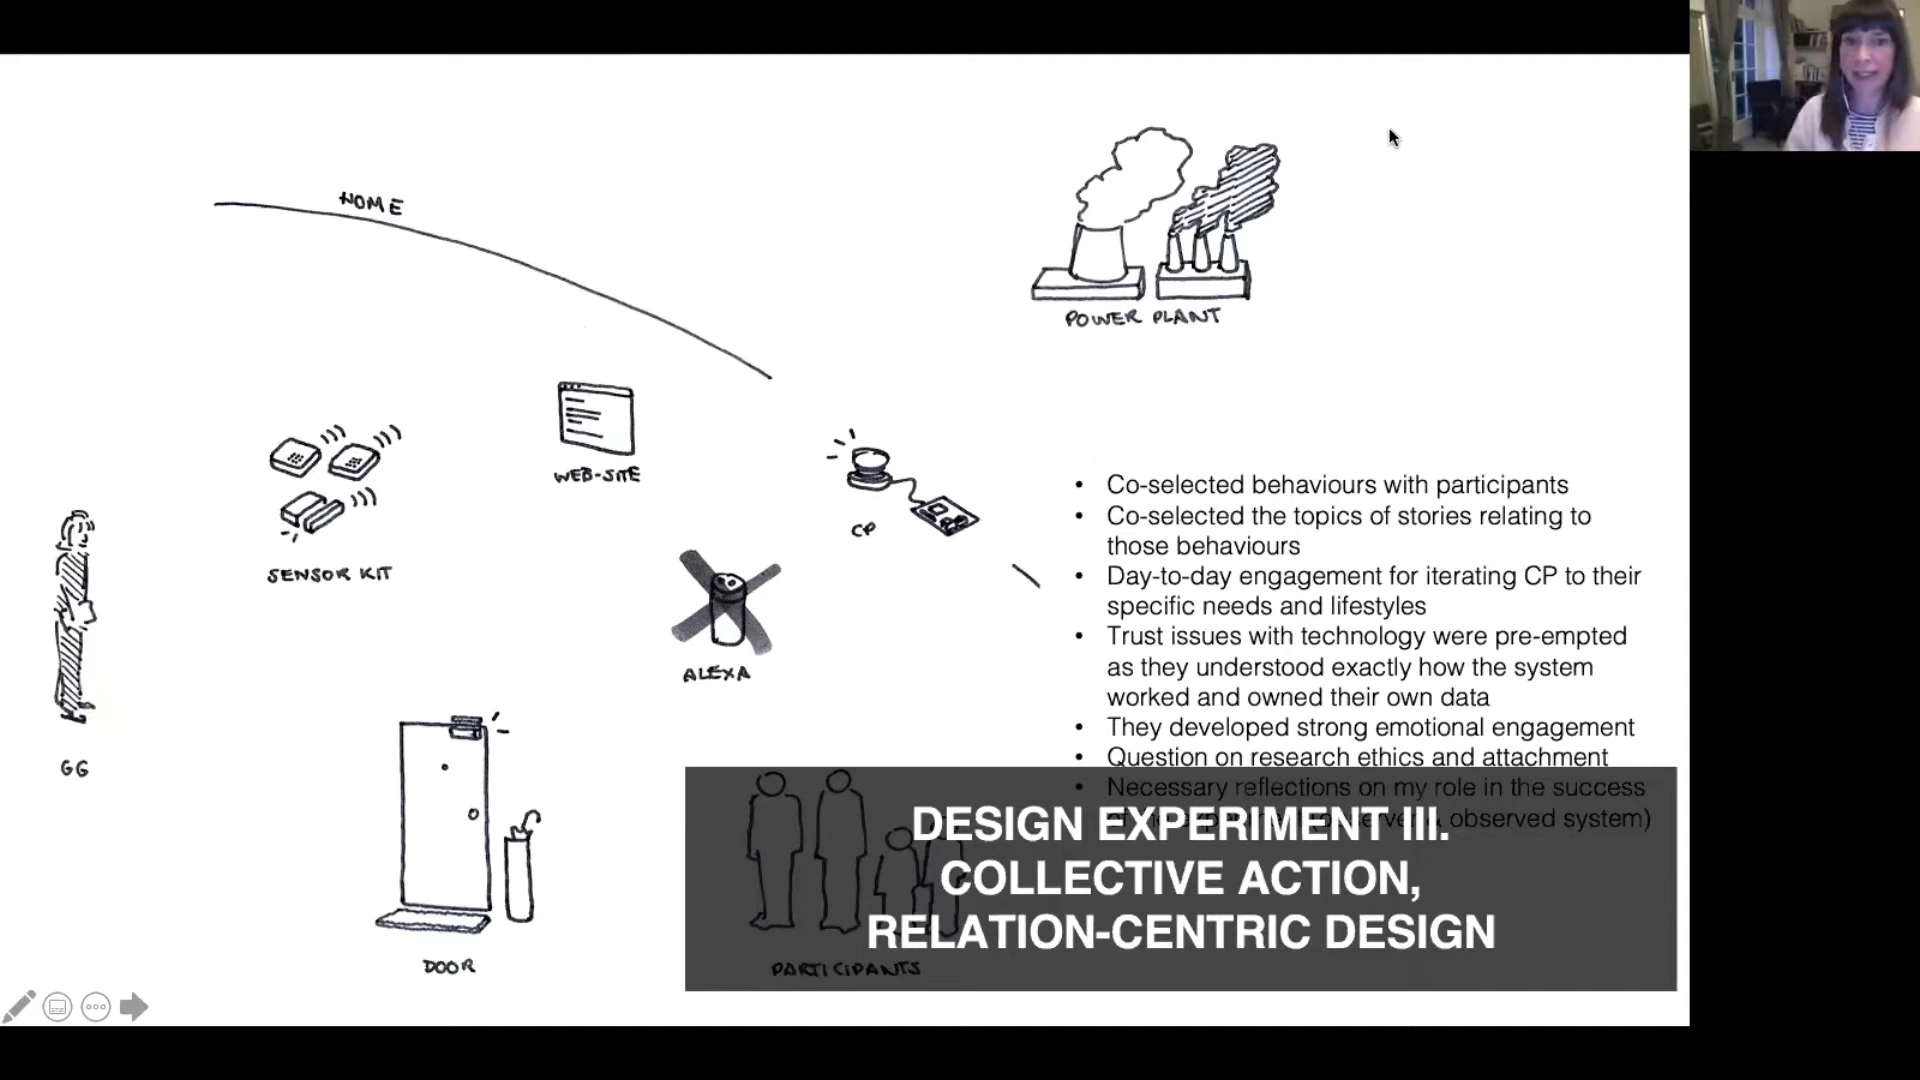 HOME
POWER PLANT
WEB-SITE
CP
SENSOR KIT
ALEXA
GG
DOOR
PARTICIPANTS
• Co-selected behaviours with participants
• Co-selected the topics of stories relating to
those behaviours
• Day-to-day engagement for iterating CP to their
specific needs and lifestyles
• Trust issues with technology were pre-empted
as they understood exactly how the system
worked and owned their own data
• They developed strong emotional engagement
• Question on research ethics and attachment
• Necessary reflections on my role in the success
observed system)
DESIGN EXPERIMENT III.
COLLECTIVE ACTION,
RELATION-CENTRIC DESIGN